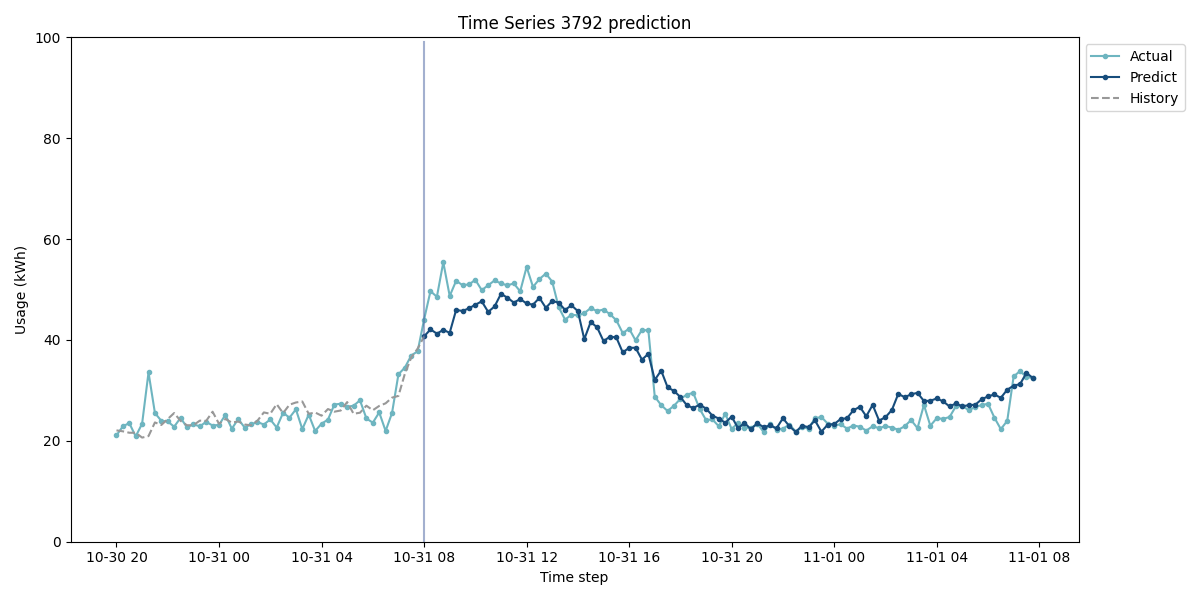 Time Series 3792 prediction
100
80
60
40
20
0
Usage (kWh)
10-30 20 10-31 00 10-31 04 10-31 08 10-31 12 10-31 16 10-31 20 11-01 00 11-01 04 11-01 08
Time step
Actual
Predict
History